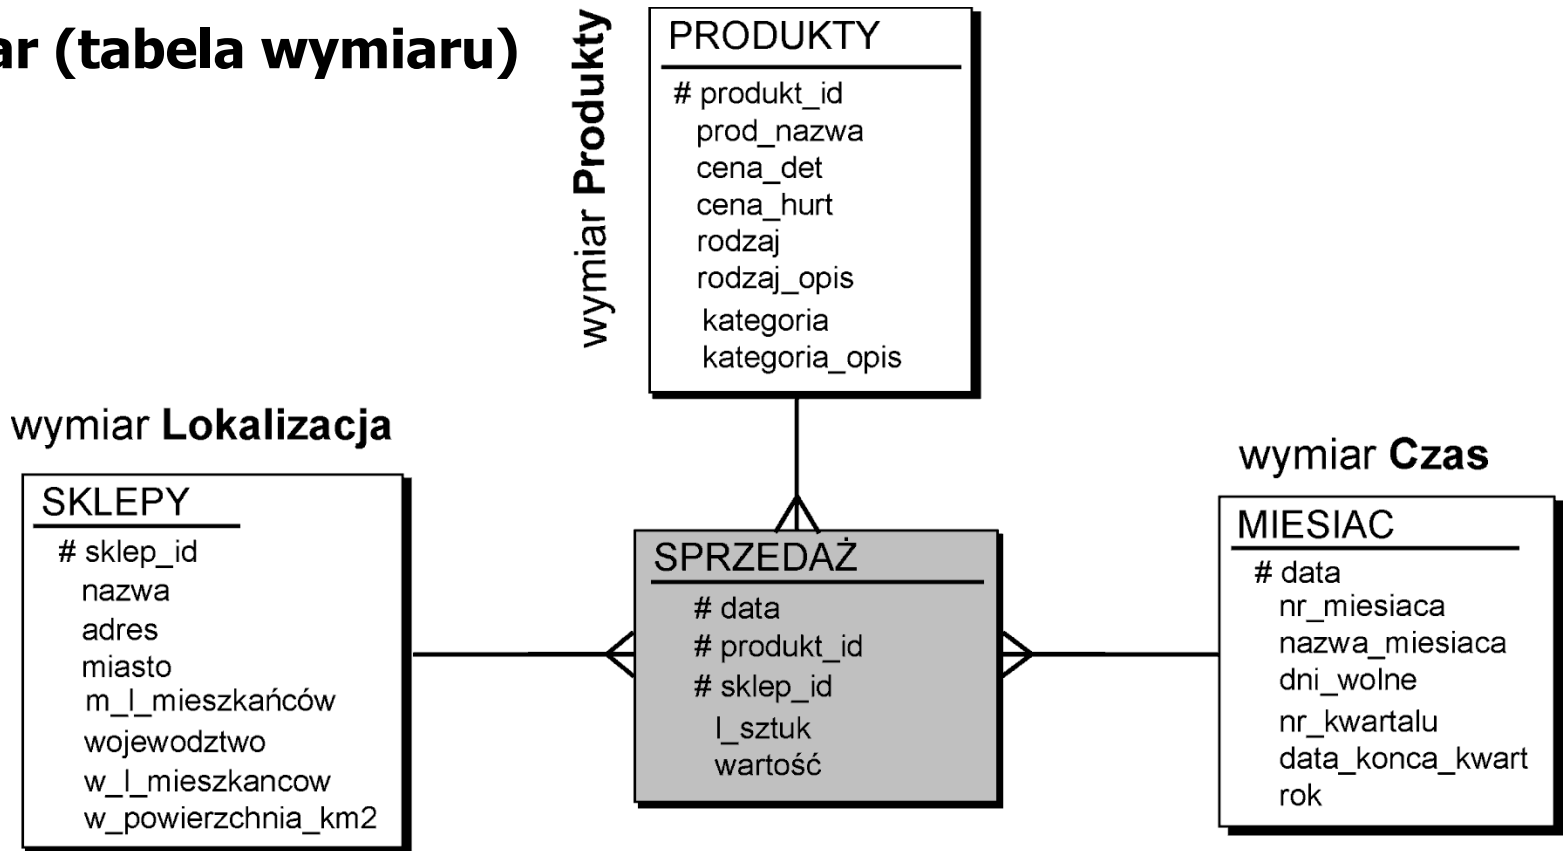 ar (tabela wymiaru)
wymiar Produkty
PRODUKTY
# produkt_id
prod_nazwa
cena_det
cena_hurt
rodzaj
rodzaj_opis
kategoria
kategoria_opis
wymiar Lokalizacja
SKLEPY
# sklep_id
nazwa
adres
miasto
m_l_mieszkańców
wojewodztwo
w_l_mieszkancow
w_powierzchnia_km2
SPRZEDAŻ
# data
# produkt_id
# sklep_id
l_sztuk
wartość
wymiar Czas
MIESIAC
# data
nr_miesiaca
nazwa_miesiaca
dni_wolne
nr_kwartalu
data_konca_kwart
rok